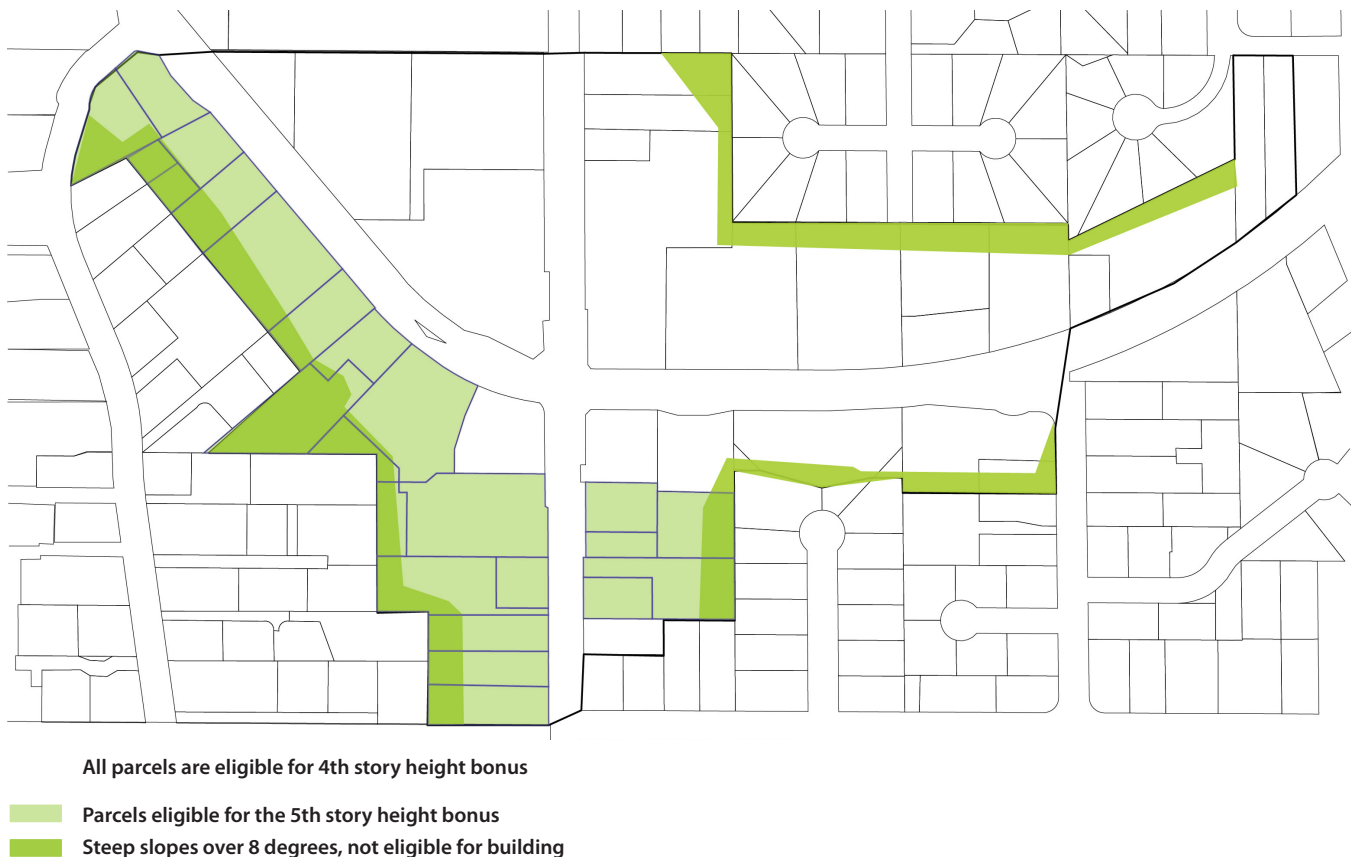 All parcels are eligible for 4th story height bonus
Parcels eligible for the 5th story height bonus
Steep slopes over 8 degrees, not eligible for building